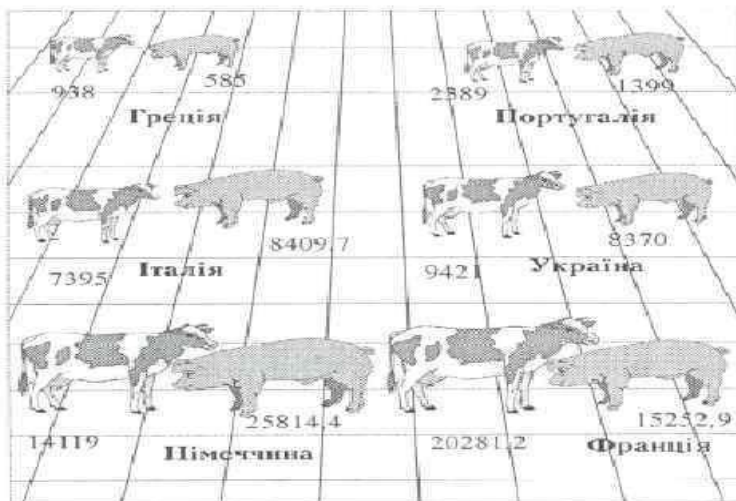 938 585
Греція
2389 1399
Португалія
7395 8409,7
Італія
9421 8370
Україна
14119 25814,4
Німеччина
20281,2 15252,9
Франція